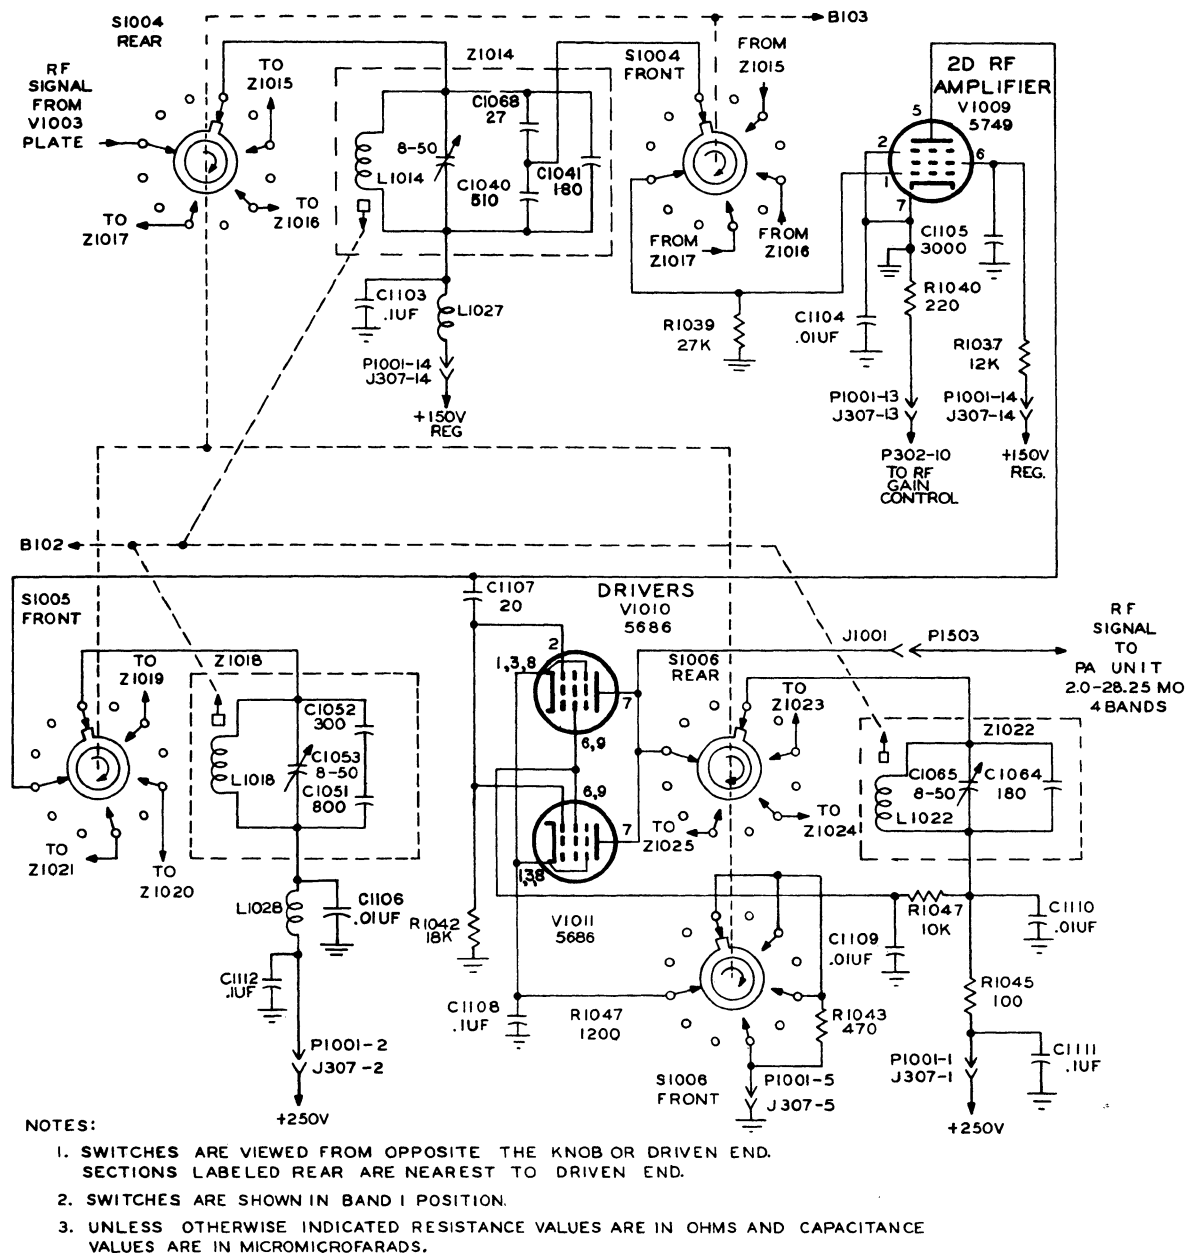 S1004
REAR
B103
RF
SIGNAL
FROM
V1003
PLATE
TO
Z1015
Z1014
C1068
27
8-50
L1014
C1040
510
C1041
180
TO
Z1016
TO
Z1017
S1004
FRONT
FROM
Z1015
FROM
Z1017
FROM
Z1016
2D RF
AMPLIFIER
V1009
5749
5
2
1
6
7
C1105
3000
R1040
220
C1103
.1UF
L1027
P1001-14
J307-14
+150V
REG
R1039
27K
C1104
.01UF
R1037
12K
P1001-13
J307-13
P1001-14
J307-14
P302-10
TO RF
GAIN
CONTROL
+150V
REG.
B102
S1005
FRONT
C1107
20
DRIVERS
V1010
5686
2
1,3,8
7
6,9
6,9
7
1,3,8
V1011
5686
J1001
P1503
RF
SIGNAL
TO
PA UNIT
2.0-28.25 MO
4 BANDS
TO
Z1019
Z1018
C1052
300
C1053
8-50
C1051
800
L1018
TO
Z1021
TO
Z1020
S1006
REAR
TO
Z1023
TO
Z1024
TO
Z1025
Z1022
C1065
8-50
C1064
180
L1022
L1028
C1106
.01UF
C1112
.1UF
R1042
18K
R1047
10K
C1110
.01UF
C1109
.01UF
C1108
.1UF
R1047
1200
R1043
470
R1045
100
C1111
.1UF
P1001-2
J307-2
+250V
S1006
FRONT
P1001-5
J307-5
P1001-1
J307-1
+250V
NOTES:
1. SWITCHES ARE VIEWED FROM OPPOSITE THE KNOB OR DRIVEN END.
SECTIONS LABELED REAR ARE NEAREST TO DRIVEN END.
2. SWITCHES ARE SHOWN IN BAND 1 POSITION.
3. UNLESS OTHERWISE INDICATED RESISTANCE VALUES ARE IN OHMS AND CAPACITANCE
VALUES ARE IN MICROMICROFARADS.